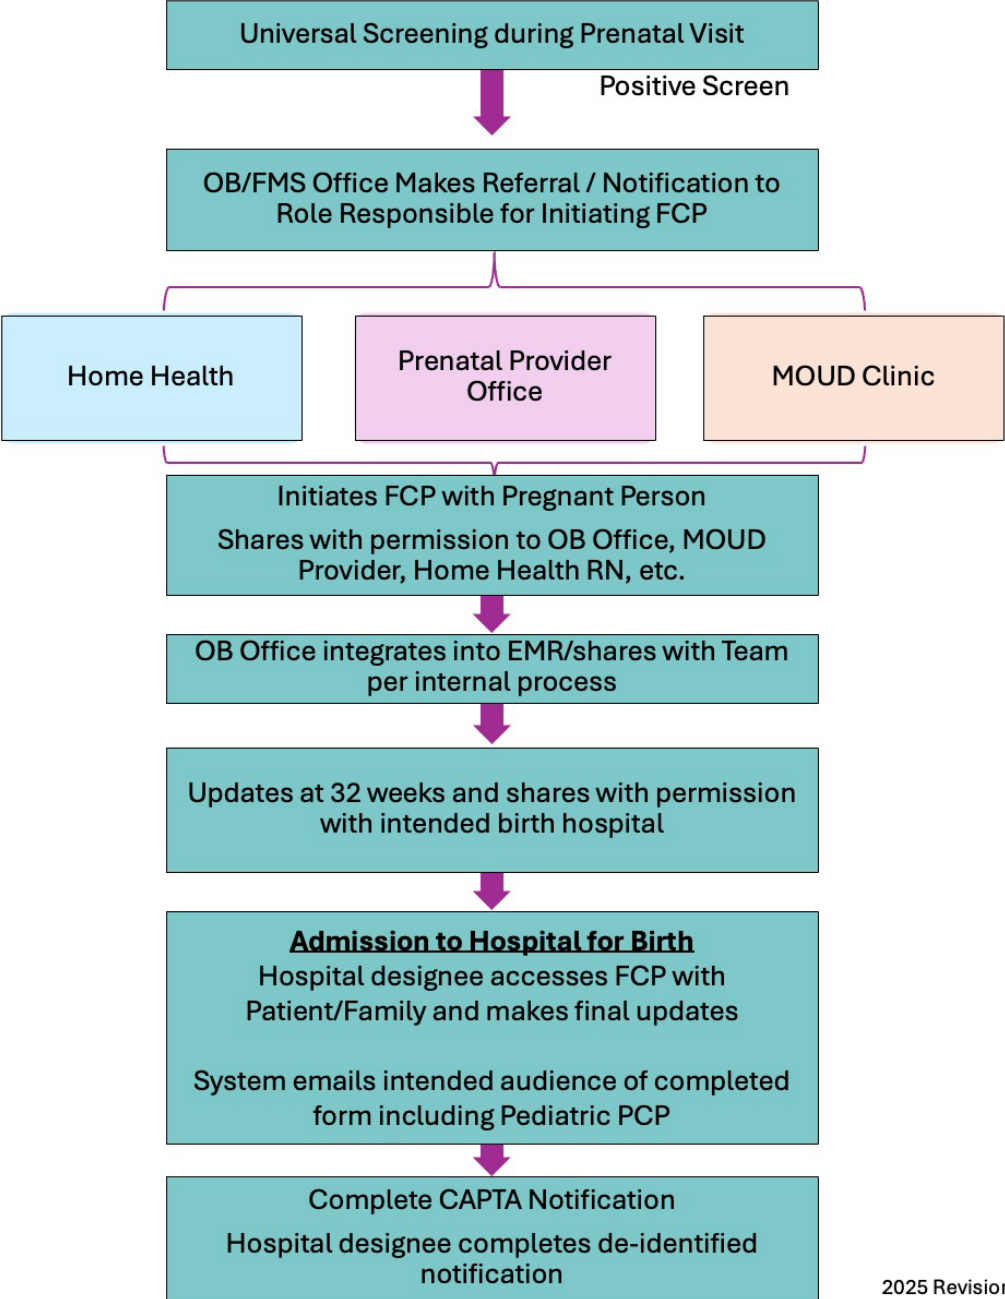 Universal Screening during Prenatal Visit
Positive Screen
OB/FMS Office Makes Referral / Notification to
Role Responsible for Initiating FCP
Home Health
Prenatal Provider
Office
MOUD Clinic
Initiates FCP with Pregnant Person
Shares with permission to OB Office, MOUD
Provider, Home Health RN, etc.
OB Office integrates into EMR/shares with Team
per internal process
Updates at 32 weeks and shares with permission
with intended birth hospital
Admission to Hospital for Birth
Hospital designee accesses FCP with
Patient/Family and makes final updates
System emails intended audience of completed
form including Pediatric PCP
Complete CAPTA Notification
Hospital designee completes de-identified
notification
2025 Revision